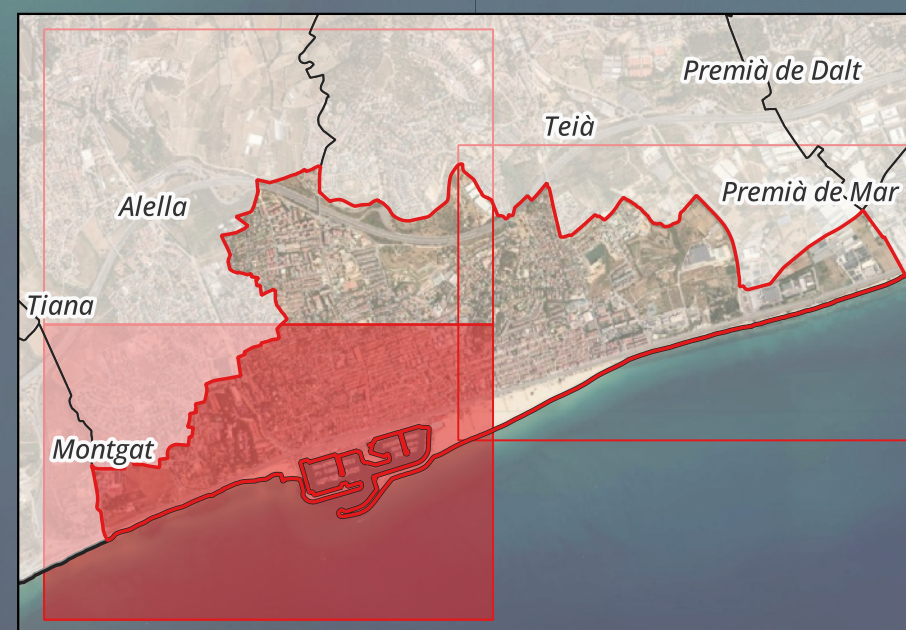 Premià de Dalt
Teià
Premià de Mar
Alella
Tiana
Montgat